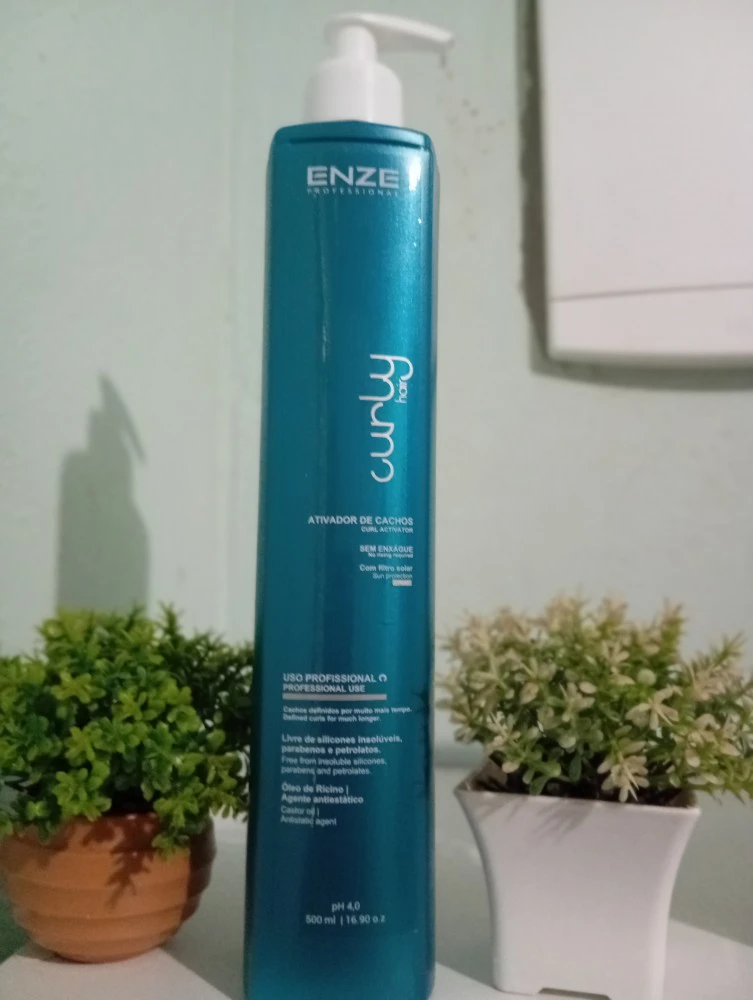 ENZE
PROFESSIONAL
curly
hair
ATIVADOR DE CACHOS
CURL ACTIVATOR
SEM ENXÁGUE
No rising required
Com filtro solar
Sun protection
USO PROFISSIONAL
PROFESSIONAL USE
Cachos definidos por muito mais tempo.
Defined curls for much longer.
Livre de silicones insolúveis,
parabenos e petrolatos.
Free from insoluble silicones,
parabens and petrolates.
Óleo de Rícino |
Agente antiestático
Castor oil |
Antistatic agent
pH 4,0
500 ml | 16.90 o.z